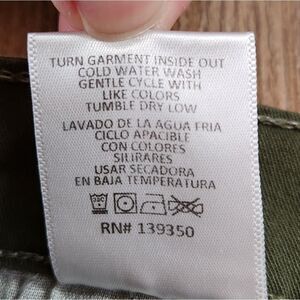 TURN GARMENT INSIDE OUT
COLD WATER WASH
GENTLE CYCLE WITH
LIKE COLORS
TUMBLE DRY LOW
LAVADO DE LA AGUA FRIA
CICLO APACIBLE
CON COLORES
SILIRARES
USAR SECADORA
EN BAJA TEMPERATURA
RN# 139350